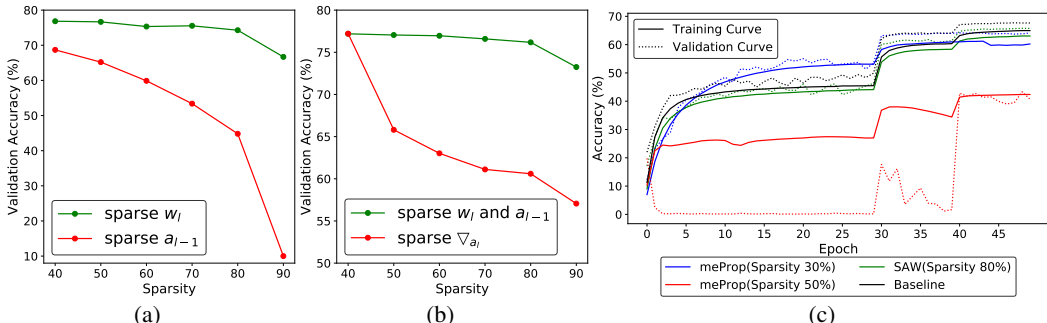 Validation Accuracy (%)
80
70
60
50
40
30
20
10
sparse w_l
sparse a_{l−1}
40 50 60 70 80 90
Sparsity
(a)
Validation Accuracy (%)
80
75
70
65
60
55
50
sparse w_l and a_{l−1}
sparse ▽_{a_l}
40 50 60 70 80 90
Sparsity
(b)
Accuracy (%)
70
60
50
40
30
20
10
0
Training Curve
Validation Curve
0 5 10 15 20 25 30 35 40 45
Epoch
meProp(Sparsity 30%) SAW(Sparsity 80%)
meProp(Sparsity 50%) Baseline
(c)